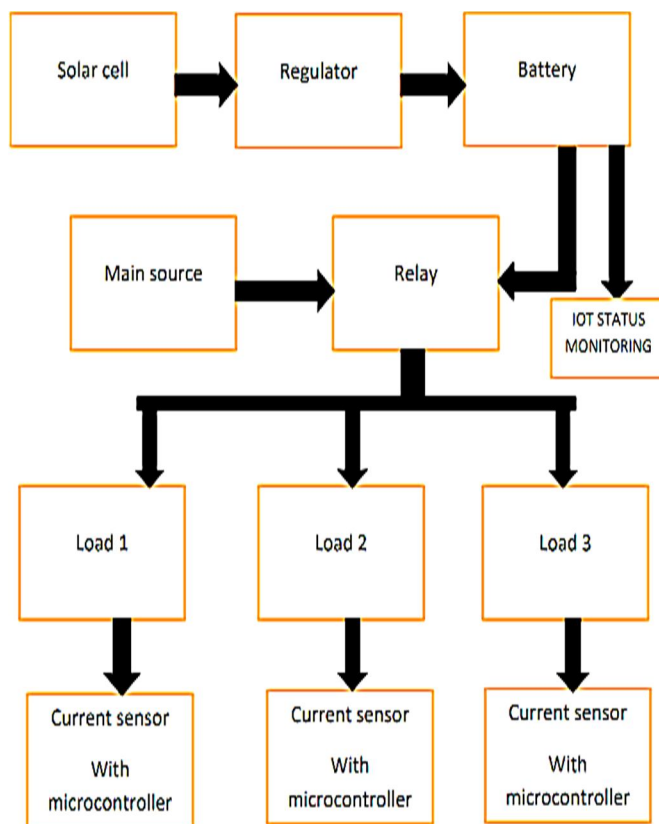 Solar cell
Regulator
Battery
Main source
Relay
IOT STATUS
MONITORING
Load 1
Load 2
Load 3
Current sensor
With
microcontroller
Current sensor
With
microcontroller
Current sensor
With
microcontroller